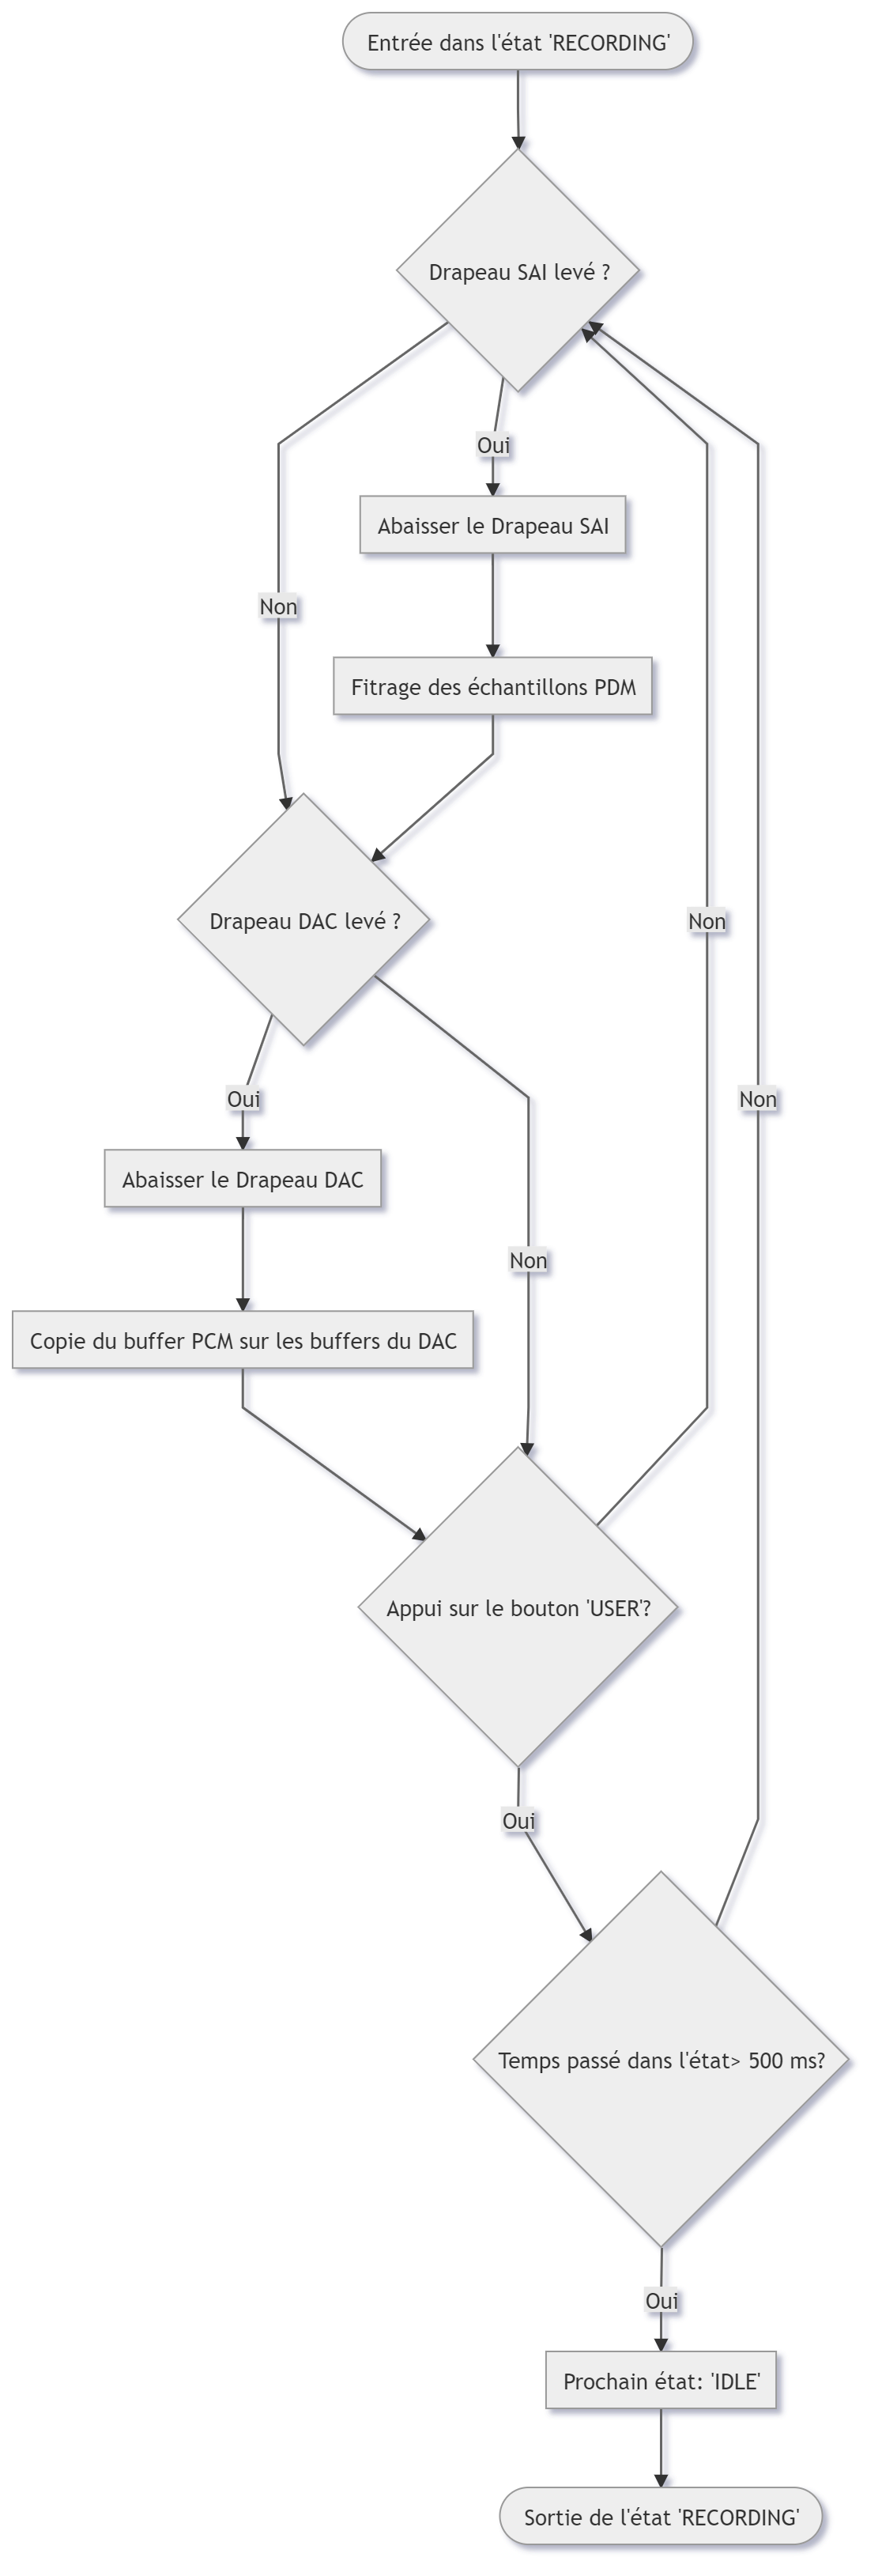 Entrée dans l'état 'RECORDING'
Drapeau SAI levé ?
Oui
Abaisser le Drapeau SAI
Non
Fitrage des échantillons PDM
Drapeau DAC levé ?
Non
Oui
Non
Abaisser le Drapeau DAC
Non
Copie du buffer PCM sur les buffers du DAC
Appui sur le bouton 'USER'?
Oui
Temps passé dans l'état> 500 ms?
Oui
Prochain état: 'IDLE'
Sortie de l'état 'RECORDING'